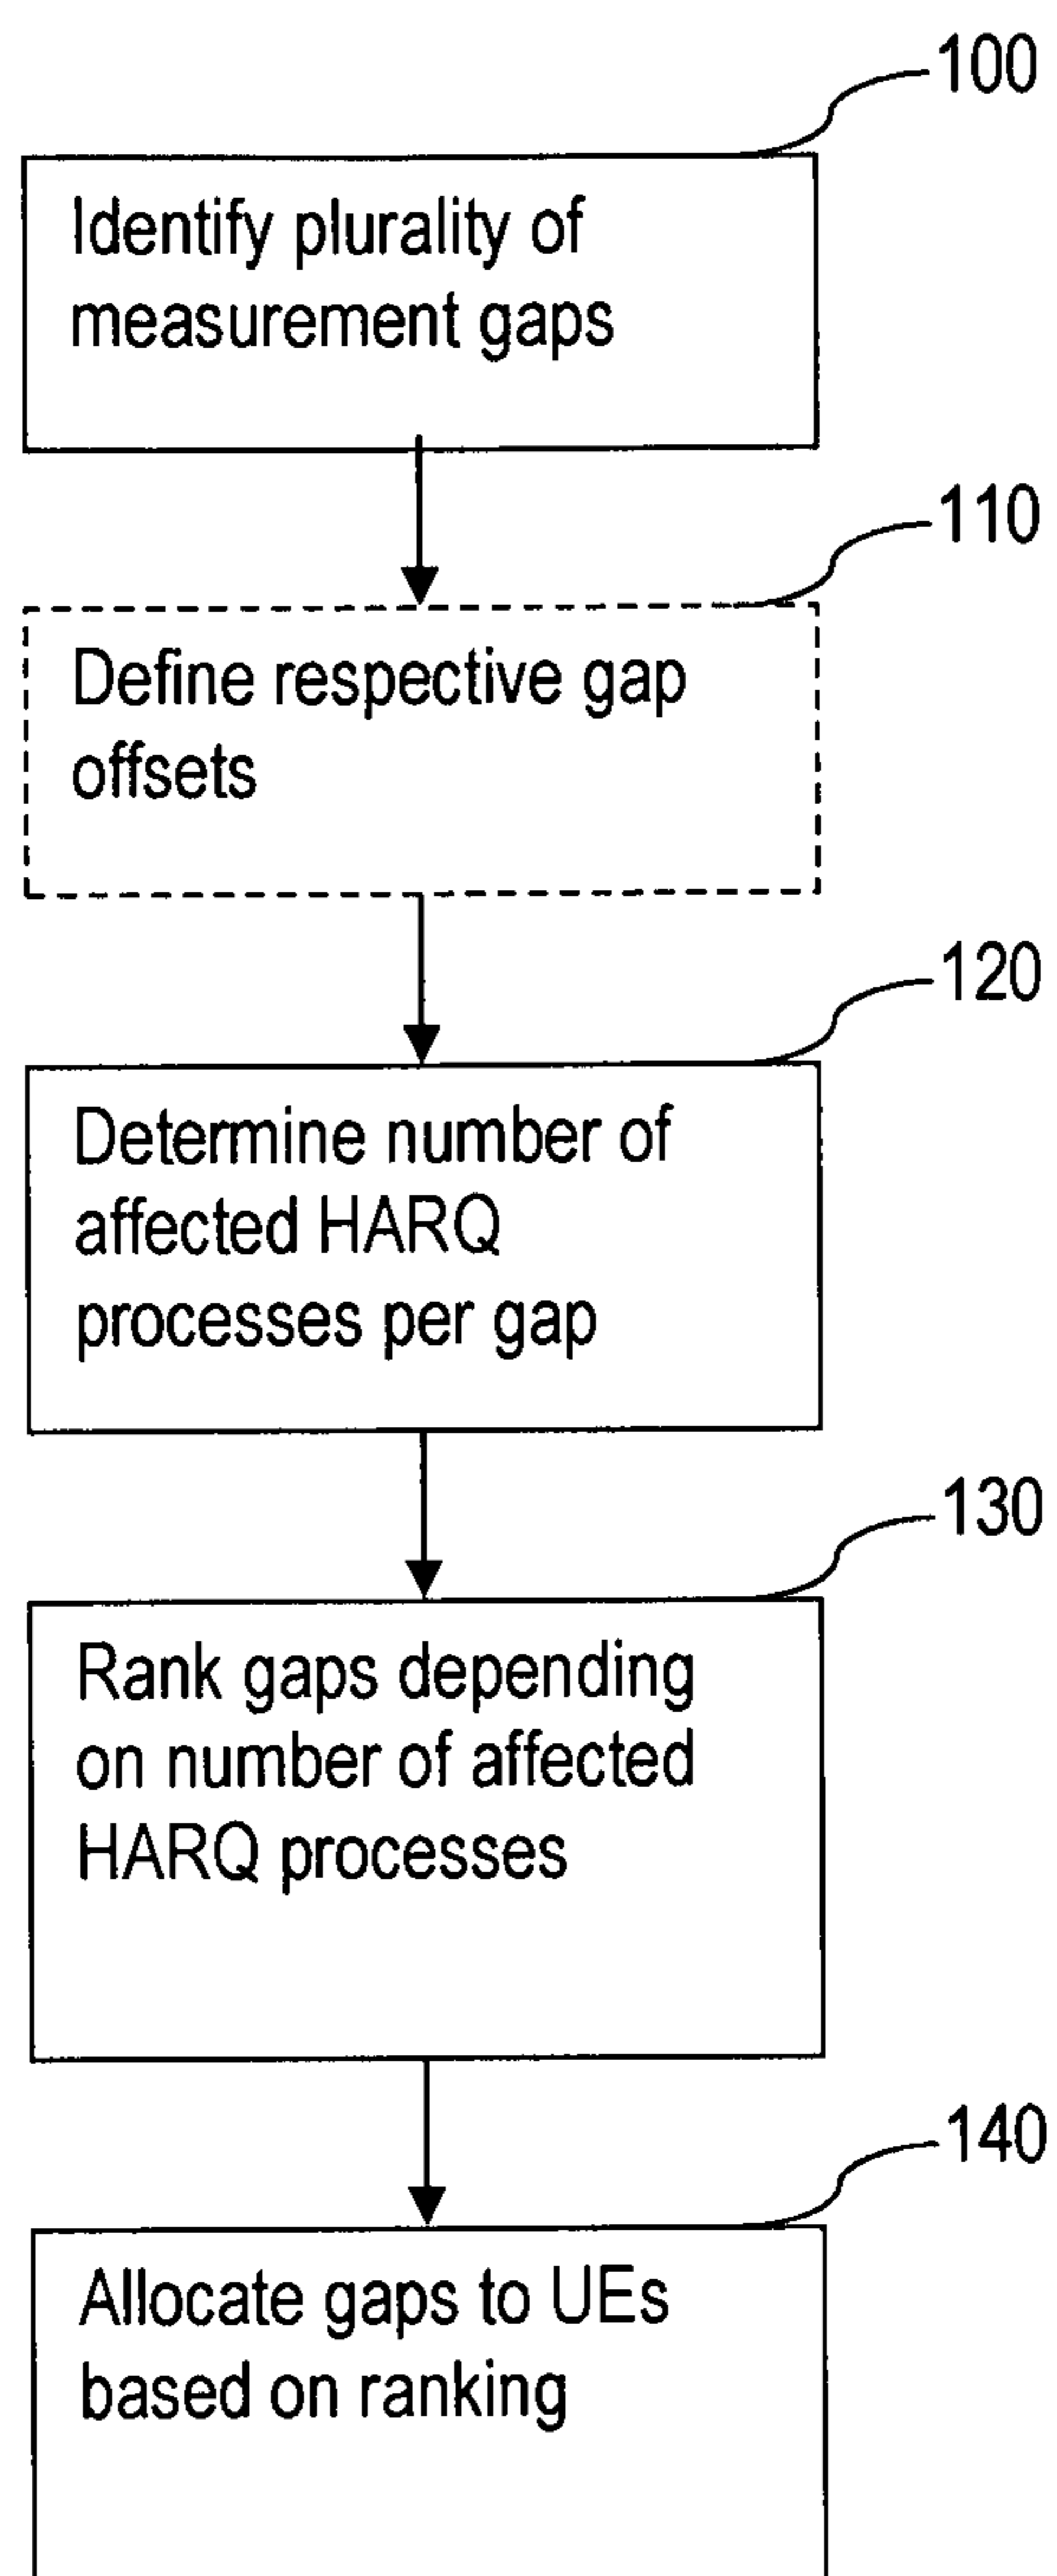 100
Identify plurality of
measurement gaps
110
Define respective gap
offsets
120
Determine number of
affected HARQ
processes per gap
130
Rank gaps depending
on number of affected
HARQ processes
140
Allocate gaps to UEs
based on ranking